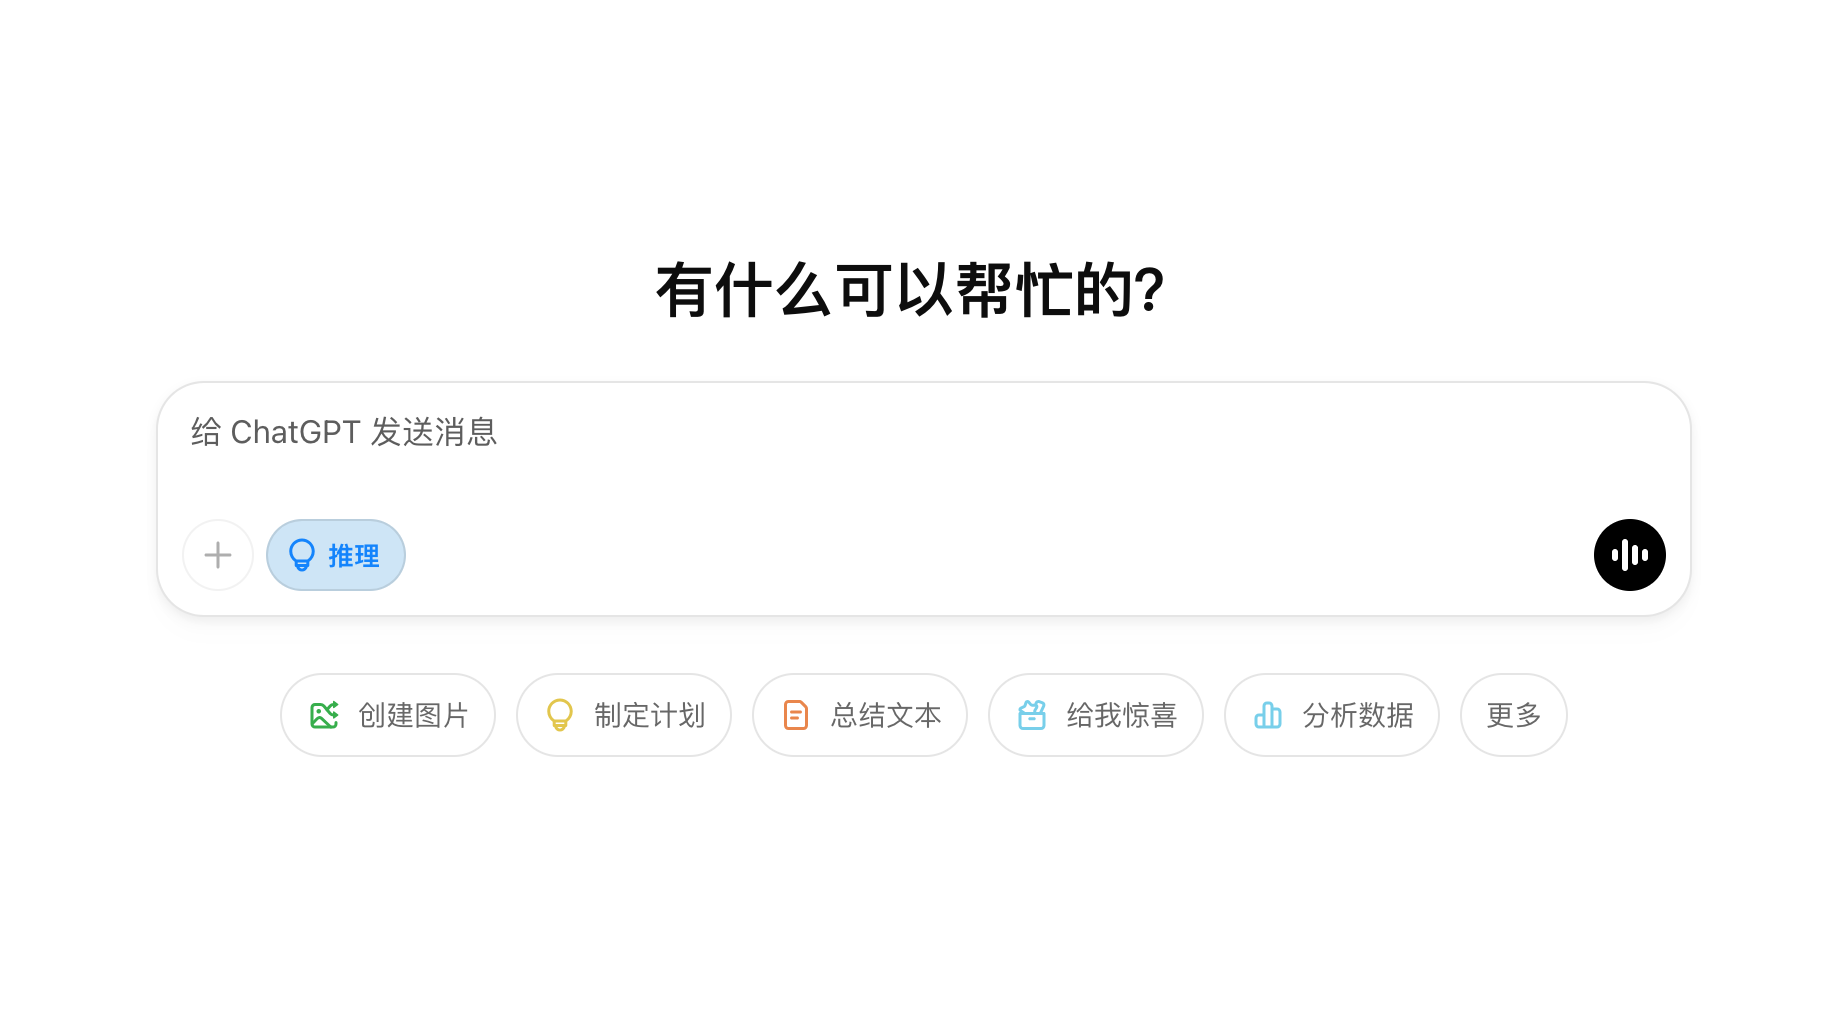 有什么可以帮忙的?
给 ChatGPT 发送消息
推理
创建图片 制定计划 总结文本 给我惊喜 分析数据 更多